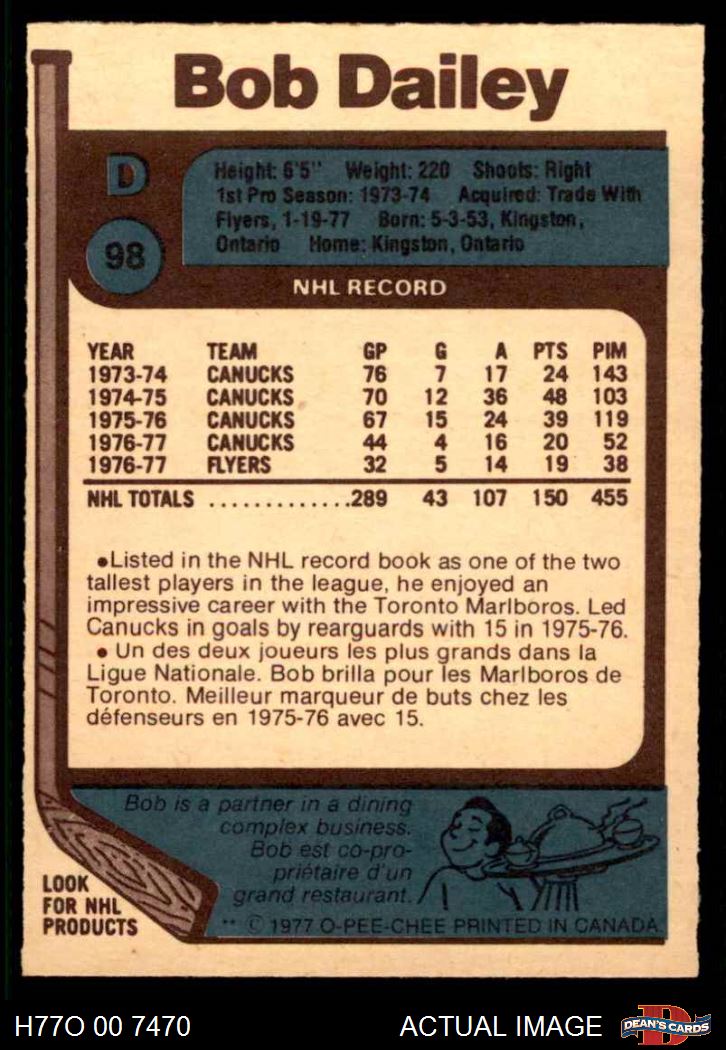 Bob Dailey
D
98
Height: 6'5" Weight: 220 Shoots: Right
1st Pro Season: 1973-74 Acquired: Trade With
Flyers, 1-19-77 Born: 5-3-53, Kingston,
Ontario Home: Kingston, Ontario
NHL RECORD
YEAR TEAM GP G A PTS PIM
1973-74 CANUCKS 76 7 17 24 143
1974-75 CANUCKS 70 12 36 48 103
1975-76 CANUCKS 67 15 24 39 119
1976-77 CANUCKS 44 4 16 20 52
1976-77 FLYERS 32 5 14 19 38
NHL TOTALS .............289 43 107 150 455
•Listed in the NHL record book as one of the two
tallest players in the league, he enjoyed an
impressive career with the Toronto Marlboros. Led
Canucks in goals by rearguards with 15 in 1975-76.
• Un des deux joueurs les plus grands dans la
Ligue Nationale. Bob brilla pour les Marlboros de
Toronto. Meilleur marqueur de buts chez les
défenseurs en 1975-76 avec 15.
Bob is a partner in a dining
complex business.
Bob est co-pro-
priétaire d'un
grand restaurant.
LOOK
FOR NHL
PRODUCTS
** © 1977 O-PEE-CHEE PRINTED IN CANADA
H77O 00 7470
ACTUAL IMAGE
D
DEAN'S CARDS